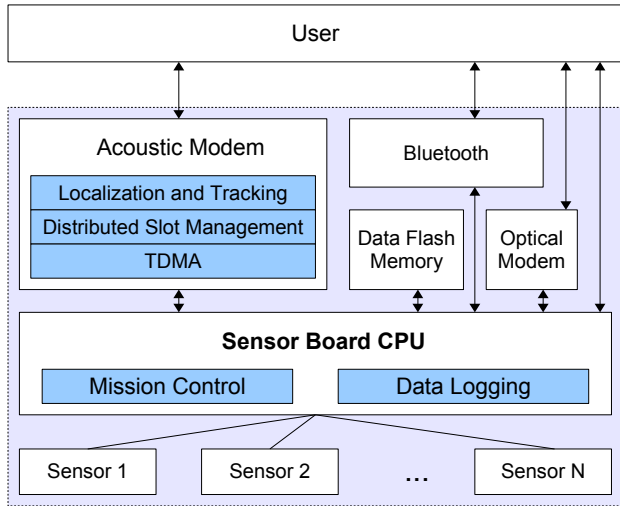 User
Acoustic Modem
Localization and Tracking
Distributed Slot Management
TDMA
Bluetooth
Data Flash
Memory
Optical
Modem
Sensor Board CPU
Mission Control
Data Logging
Sensor 1
Sensor 2
...
Sensor N